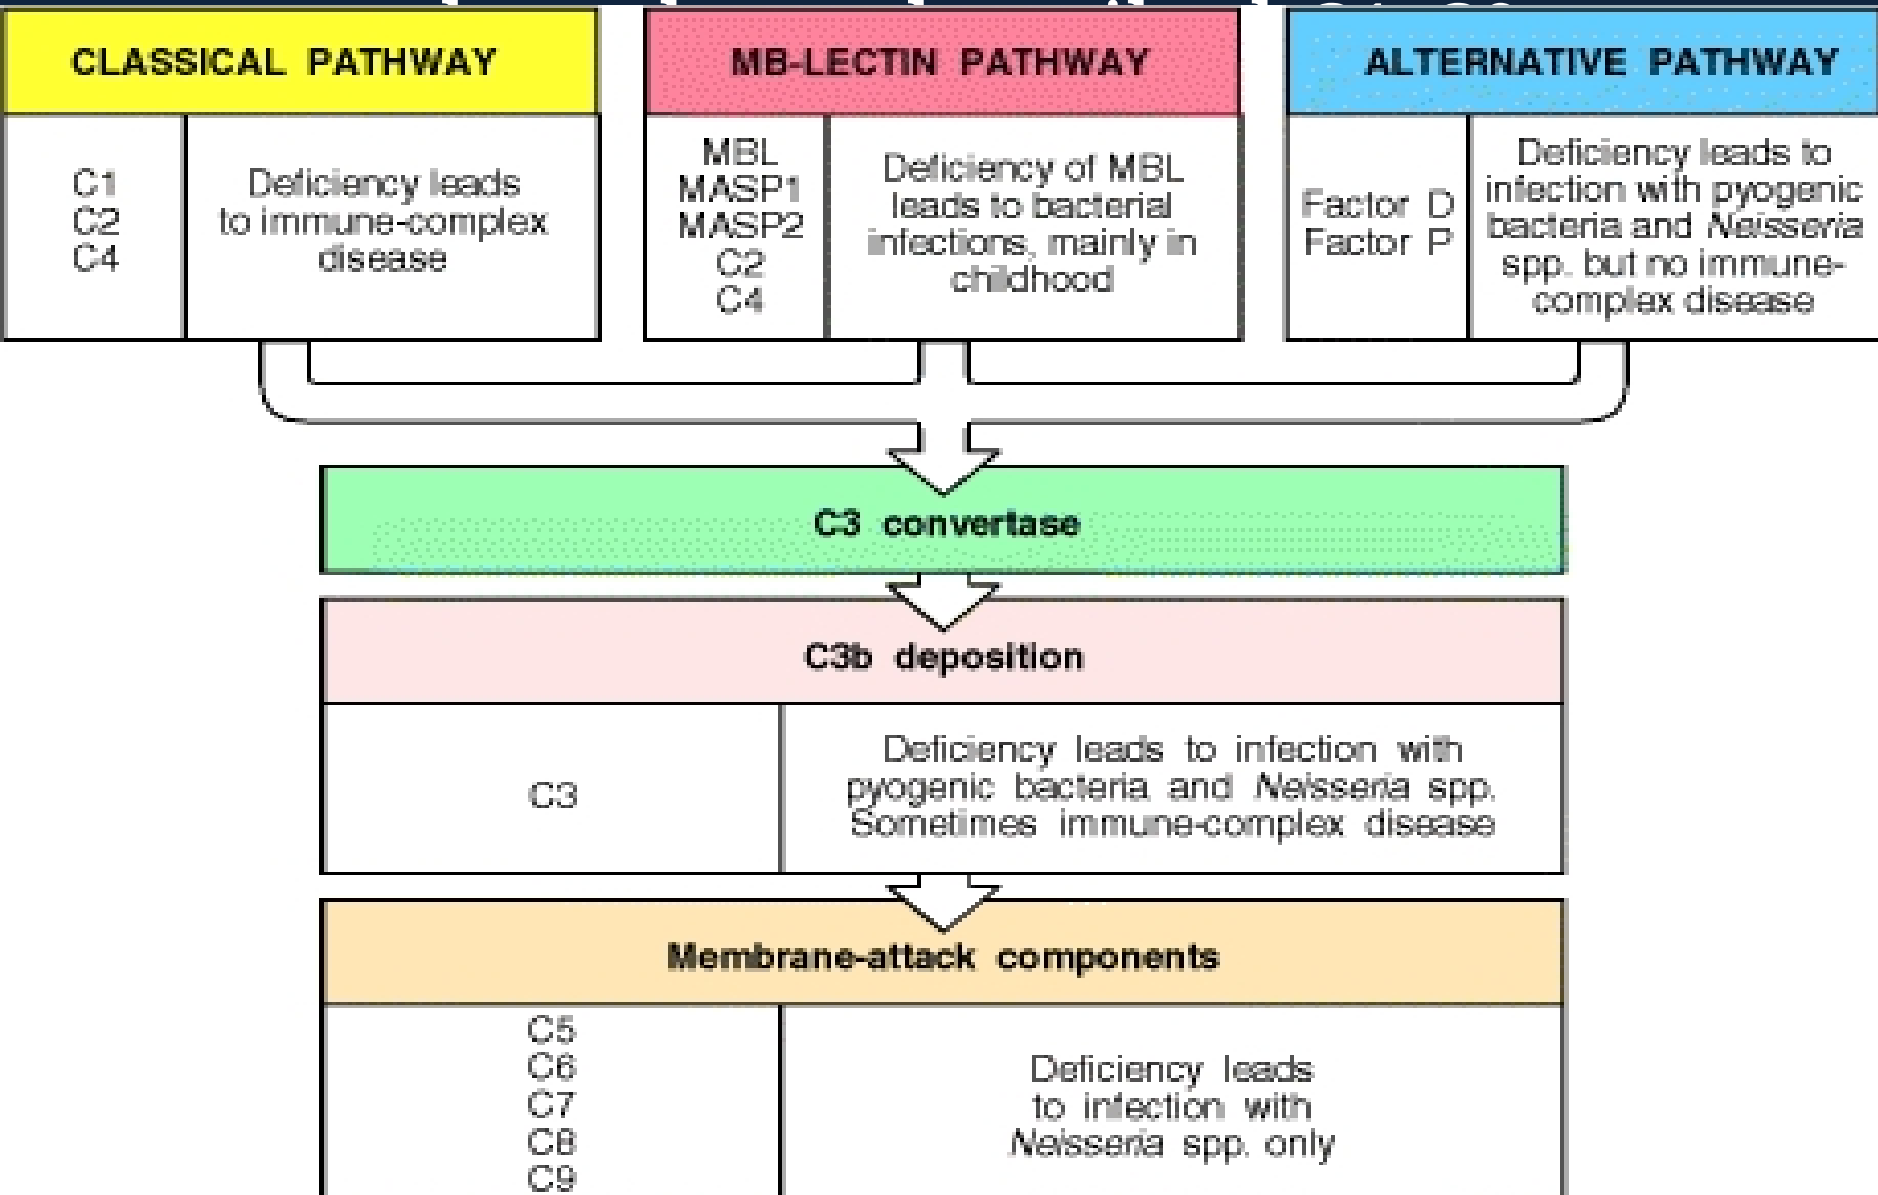 CLASSICAL PATHWAY
C1
C2
C4
Deficiency leads
to immune-complex
disease
MB-LECTIN PATHWAY
MBL
MASP1
MASP2
C2
C4
Deficiency of MBL
leads to bacterial
infections, mainly in
childhood
ALTERNATIVE PATHWAY
Factor D
Factor P
Deficiency leads to
infection with pyogenic
bacteria and Neisseria
spp. but no immune-
complex disease
C3 convertase
C3b deposition
C3
Deficiency leads to infection with
pyogenic bacteria and Neisseria spp.
Sometimes immune-complex disease
Membrane-attack components
C5
C6
C7
C8
C9
Deficiency leads
to infection with
Neisseria spp. only